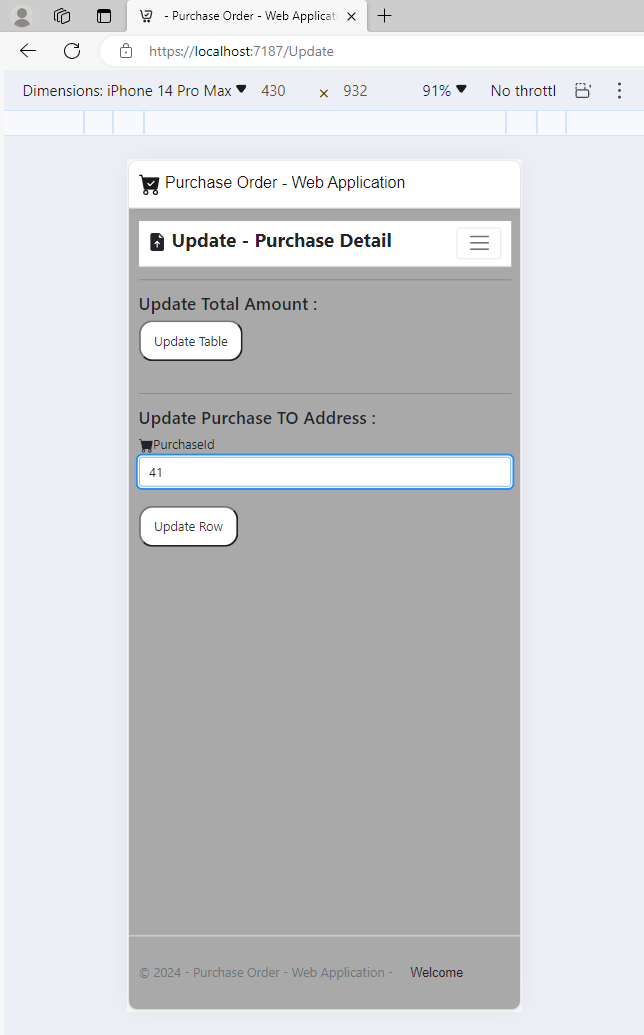 - Purchase Order - Web Applicati
https://localhost:7187/Update
Dimensions: iPhone 14 Pro Max 430 × 932 91% No throttl
Purchase Order - Web Application
Update - Purchase Detail
Update Total Amount :
Update Table
Update Purchase TO Address :
PurchaseId
41
Update Row
© 2024 - Purchase Order - Web Application - Welcome